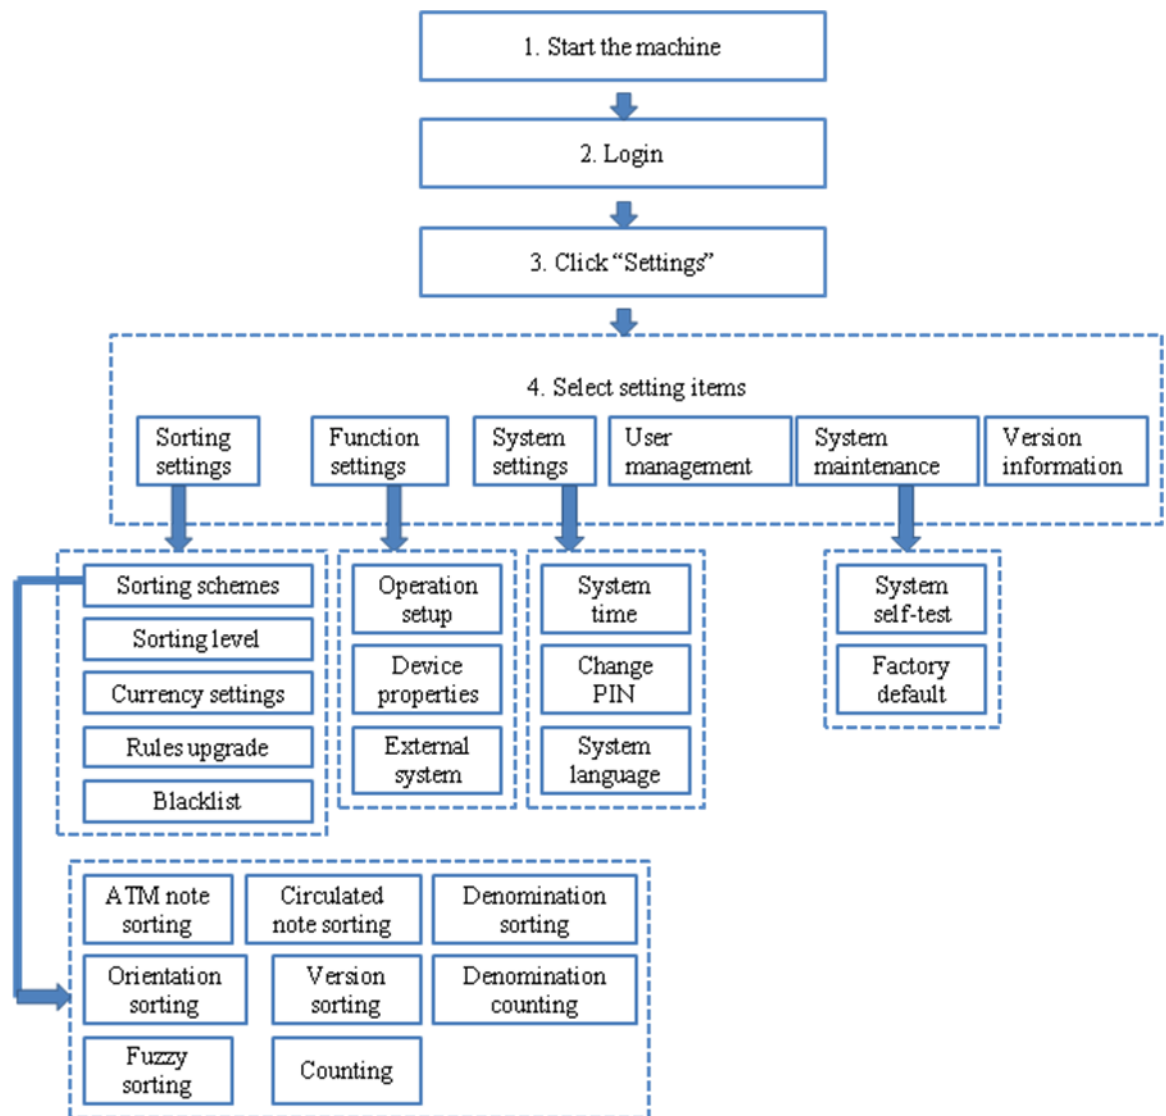 1. Start the machine
2. Login
3. Click “Settings”
4. Select setting items
Sorting
settings
Function
settings
System
settings
User
management
System
maintenance
Version
information
Sorting schemes
Sorting level
Currency settings
Rules upgrade
Blacklist
Operation
setup
Device
properties
External
system
System
time
Change
PIN
System
language
System
self-test
Factory
default
ATM note
sorting
Circulated
note sorting
Denomination
sorting
Orientation
sorting
Version
sorting
Denomination
counting
Fuzzy
sorting
Counting